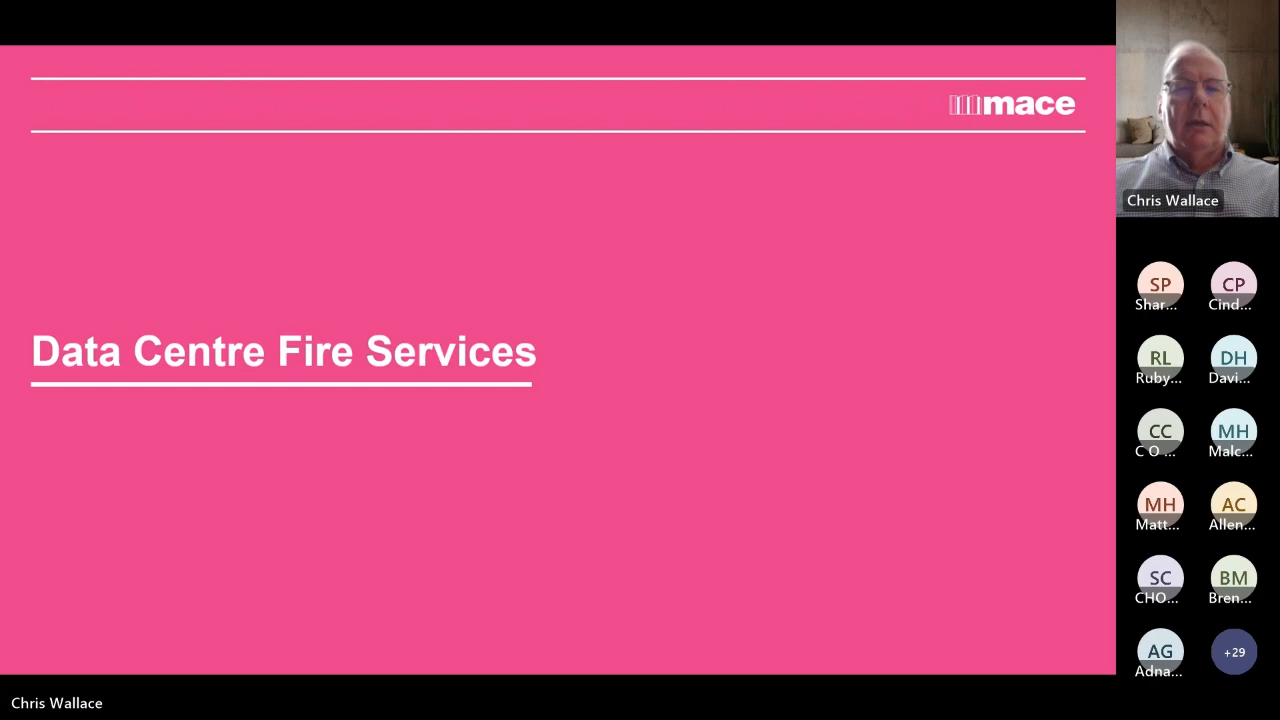 mace
Data Centre Fire Services
Chris Wallace
SP
Shar...
CP
Cind...
RL
Ruby...
DH
Davi...
CC
C O ...
MH
Malc...
MH
Matt...
AC
Allen...
SC
CHO...
BM
Bren...
AG
Adna...
+29
Chris Wallace